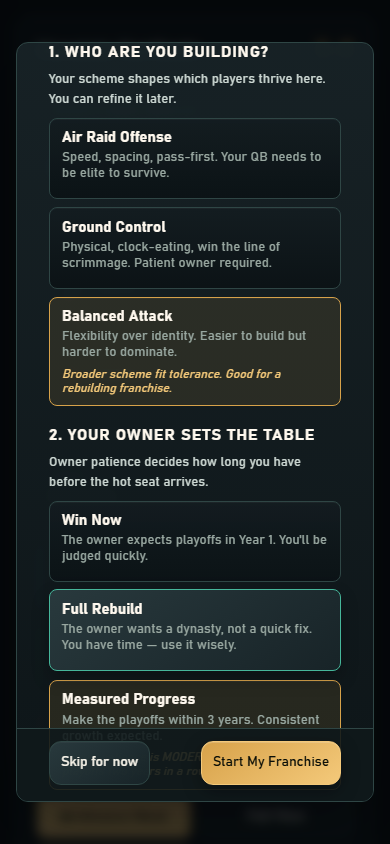 1. WHO ARE YOU BUILDING?
Your scheme shapes which players thrive here.
You can refine it later.
Air Raid Offense
Speed, spacing, pass-first. Your QB needs to
be elite to survive.
Ground Control
Physical, clock-eating, win the line of
scrimmage. Patient owner required.
Balanced Attack
Flexibility over identity. Easier to build but
harder to dominate.
Broader scheme fit tolerance. Good for a
rebuilding franchise.
2. YOUR OWNER SETS THE TABLE
Owner patience decides how long you have
before the hot seat arrives.
Win Now
The owner expects playoffs in Year 1. You'll be
judged quickly.
Full Rebuild
The owner wants a dynasty, not a quick fix.
You have time — use it wisely.
Measured Progress
Make the playoffs within 3 years. Consistent
growth expected.
Skip for now
Start My Franchise